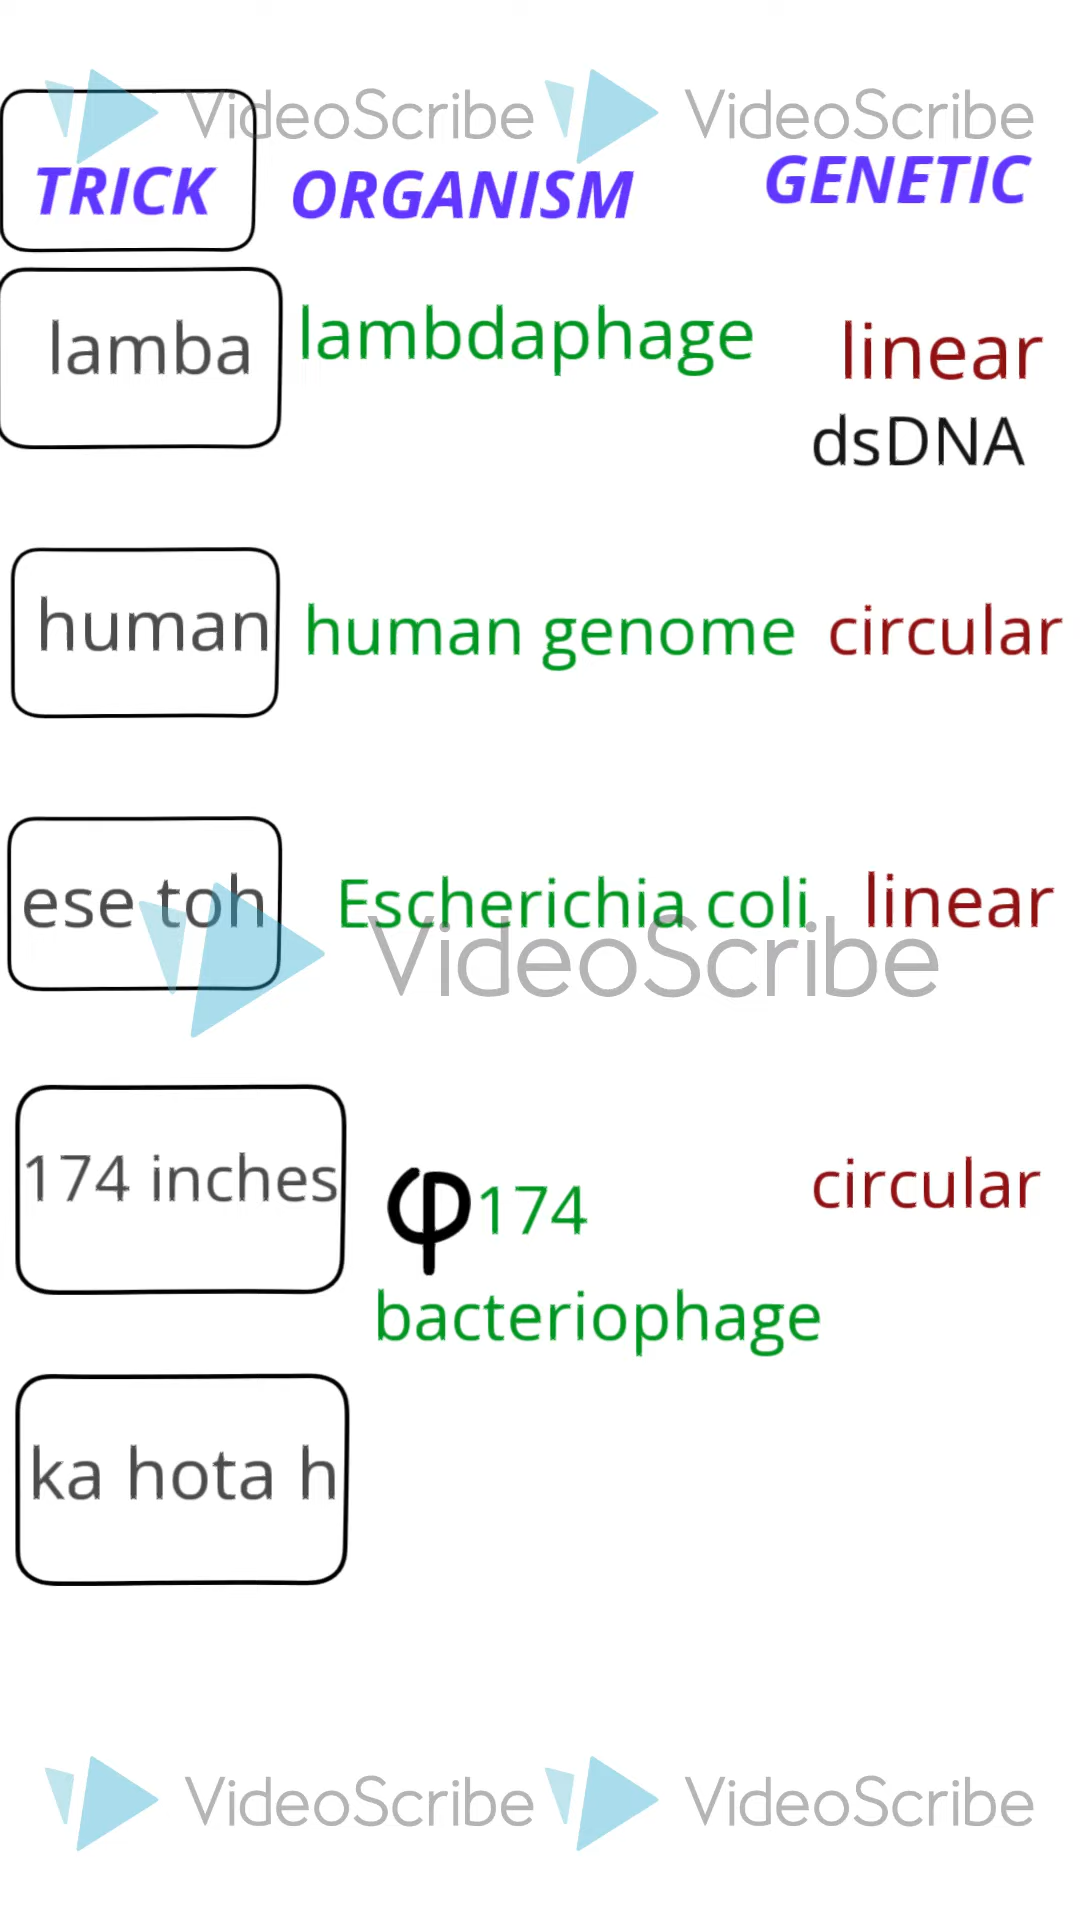 VideoScribe VideoScribe
TRICK ORGANISM GENETIC
lamba lambdaphage linear
dsDNA
human human genome circular
ese toh Escherichia coli linear
VideoScribe
174 inches φ174 circular
bacteriophage
ka hota h
VideoScribe VideoScribe